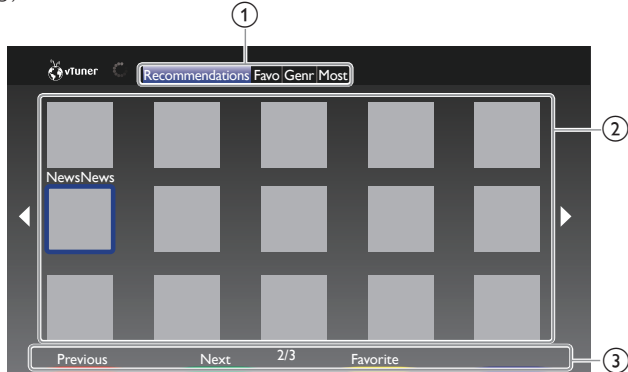 1
vTuner Recommendations Favo Genr Most
2
NewsNews
Previous Next 2/3 Favorite
3